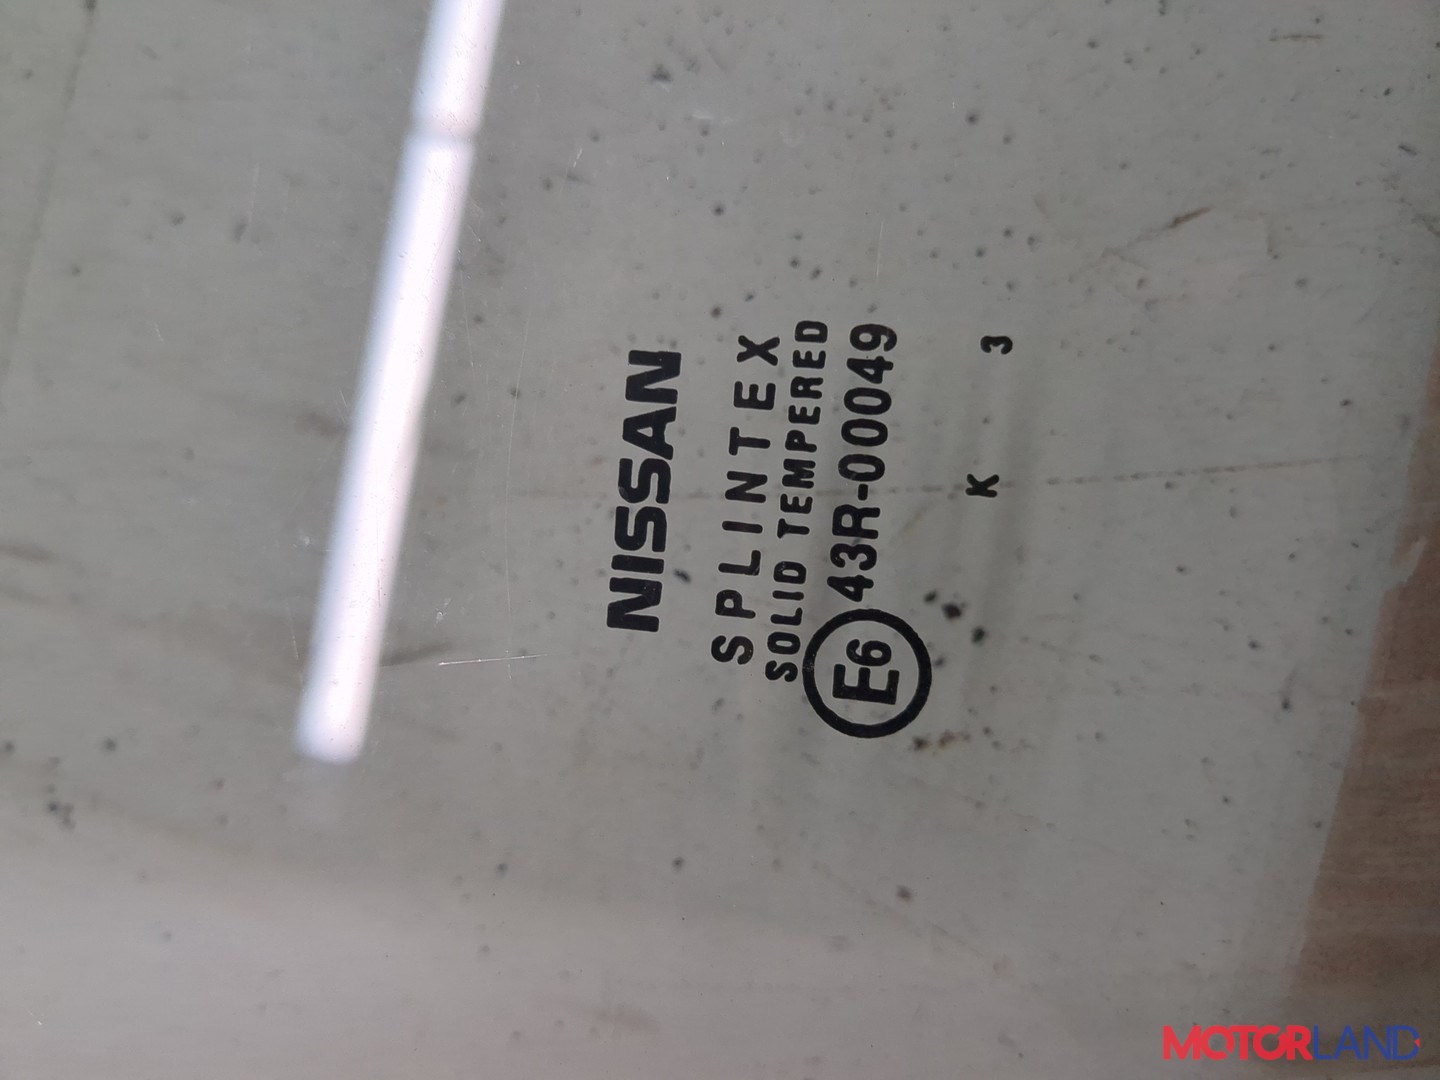 NISSAN
SPLINTEX
SOLID TEMPERED
E6 43R-00049
K 3
MOTORLAND